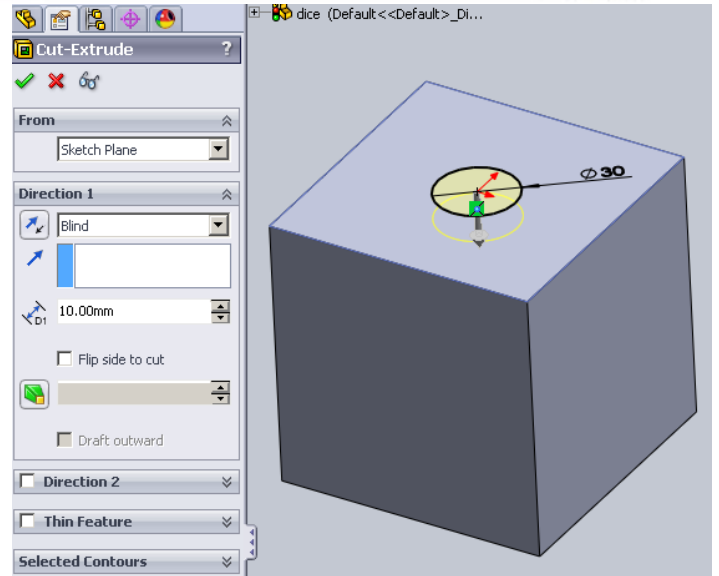 dice (Default<<Default>_Di...
Cut-Extrude ?
From
Sketch Plane
Direction 1
Blind
D1
10.00mm
Flip side to cut
Draft outward
Direction 2
Thin Feature
Selected Contours
Ø30